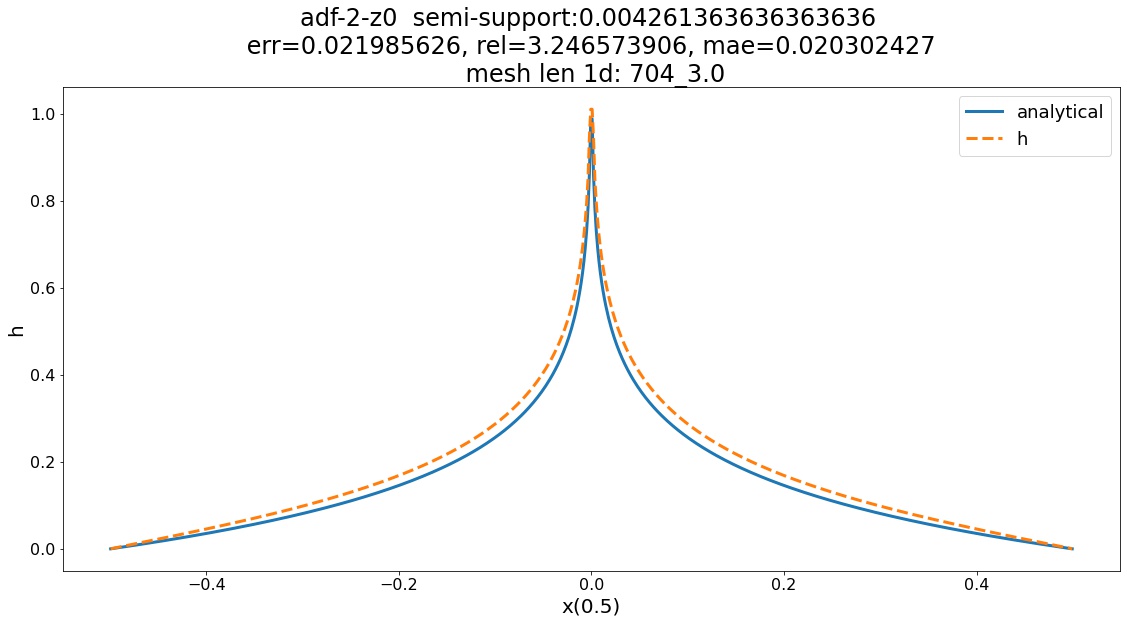 adf-2-z0  semi-support:0.004261363636363636
err=0.021985626, rel=3.246573906, mae=0.020302427
mesh len 1d: 704_3.0
analytical
h
h
1.0
0.8
0.6
0.4
0.2
0.0
−0.4
−0.2
0.0
0.2
0.4
x(0.5)